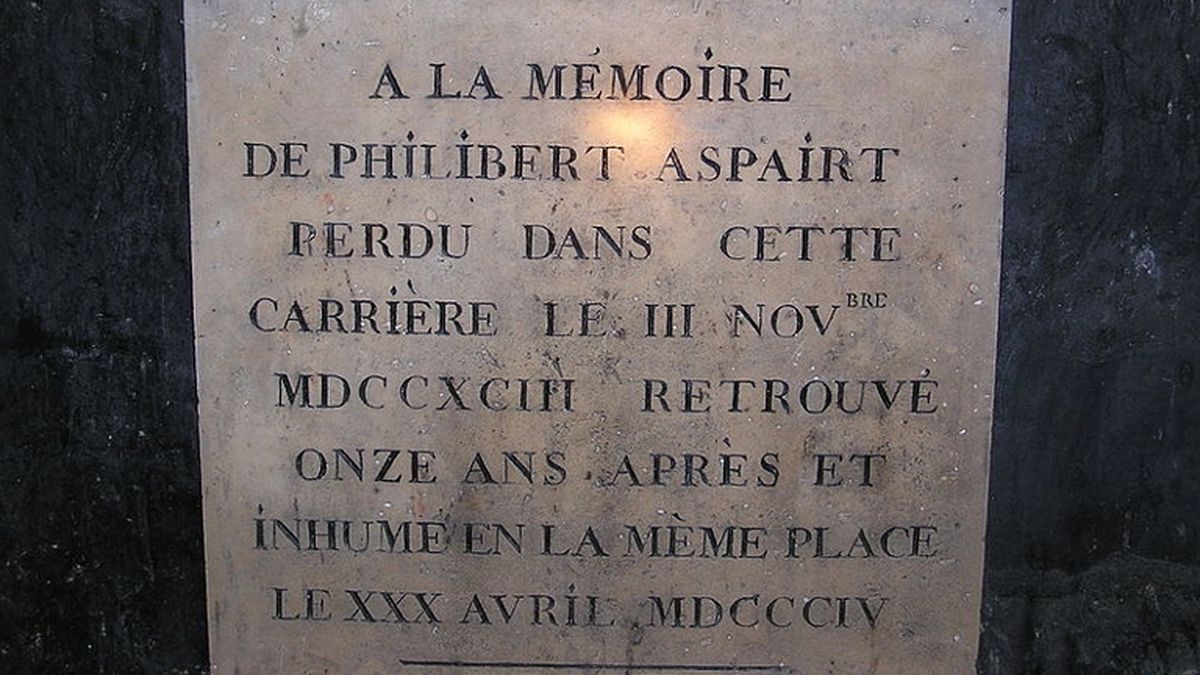 A LA MÉMOIRE
DE PHILIBERT ASPAIRT
PERDU DANS CETTE
CARRIÈRE LE III NOVBRE
MDCCXCIII RETROUVÉ
ONZE ANS APRÈS ET
INHUMÉ EN LA MÈME PLACE
LE XXX AVRIL MDCCCIV